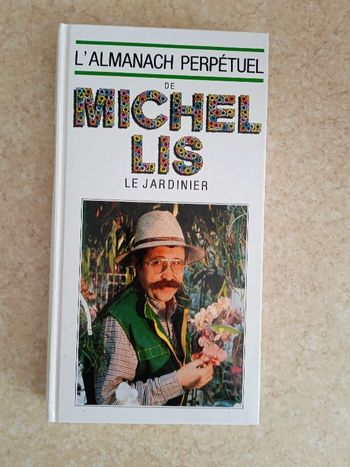 L'ALMANACH PERPÉTUEL
DE
MICHEL
LIS
LE JARDINIER